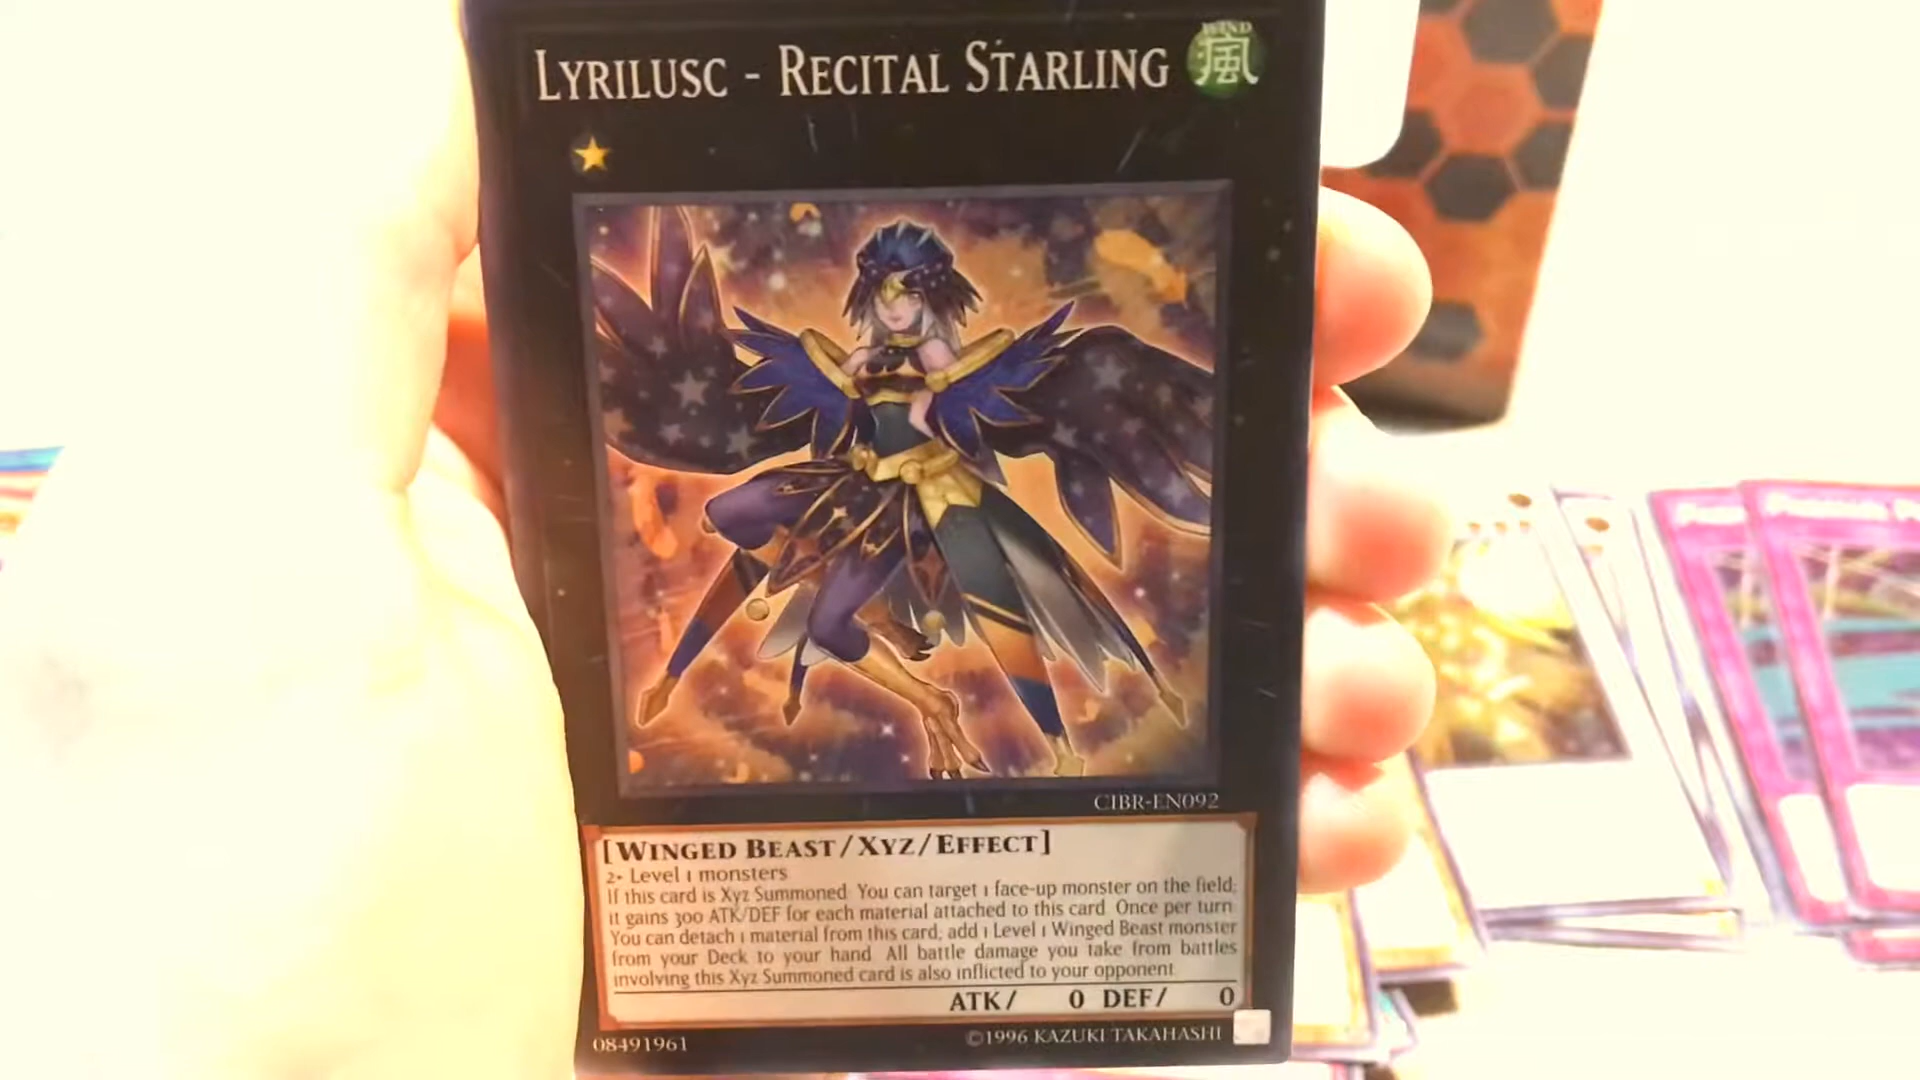 LYRILUSC - RECITAL STARLING
WIND
風
CIBR-EN092
[WINGED BEAST/XYZ/EFFECT]
2+ Level 1 monsters
If this card is Xyz Summoned: You can target 1 face-up monster on the field;
it gains 300 ATK/DEF for each material attached to this card. Once per turn:
You can detach 1 material from this card; add 1 Level 1 Winged Beast monster
from your Deck to your hand. All battle damage you take from battles
involving this Xyz Summoned card is also inflicted to your opponent.
ATK/ 0 DEF/ 0
08491961
©1996 KAZUKI TAKAHASHI